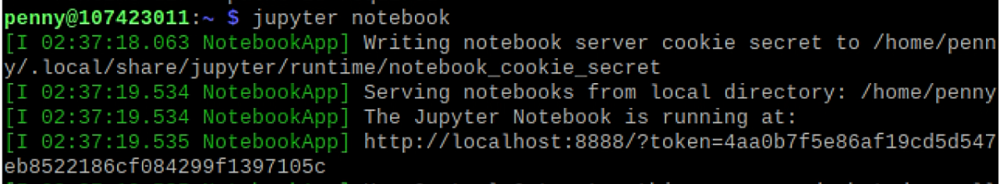 penny@107423011:~ $ jupyter notebook
[I 02:37:18.063 NotebookApp] Writing notebook server cookie secret to /home/penn
y/.local/share/jupyter/runtime/notebook_cookie_secret
[I 02:37:19.534 NotebookApp] Serving notebooks from local directory: /home/penny
[I 02:37:19.534 NotebookApp] The Jupyter Notebook is running at:
[I 02:37:19.535 NotebookApp] http://localhost:8888/?token=4aa0b7f5e86af19cd5d547
eb8522186cf084299f1397105c